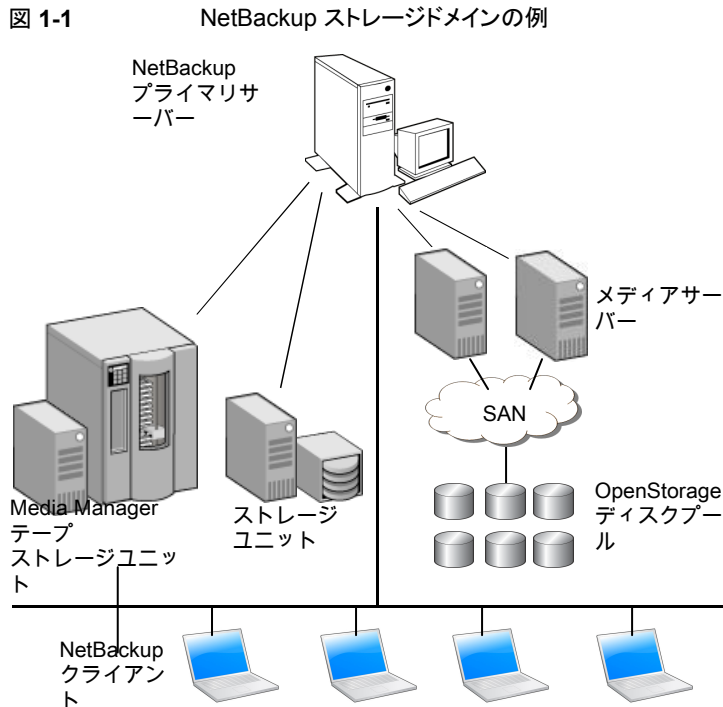 図 1-1 NetBackup ストレージドメインの例
NetBackup
プライマリサ
ーバー
メディアサー
バー
SAN
Media Manager
テープ
ストレージユニッ
ト
ストレージ
ユニット
OpenStorage
ディスクプー
ル
NetBackup
クライアン
ト